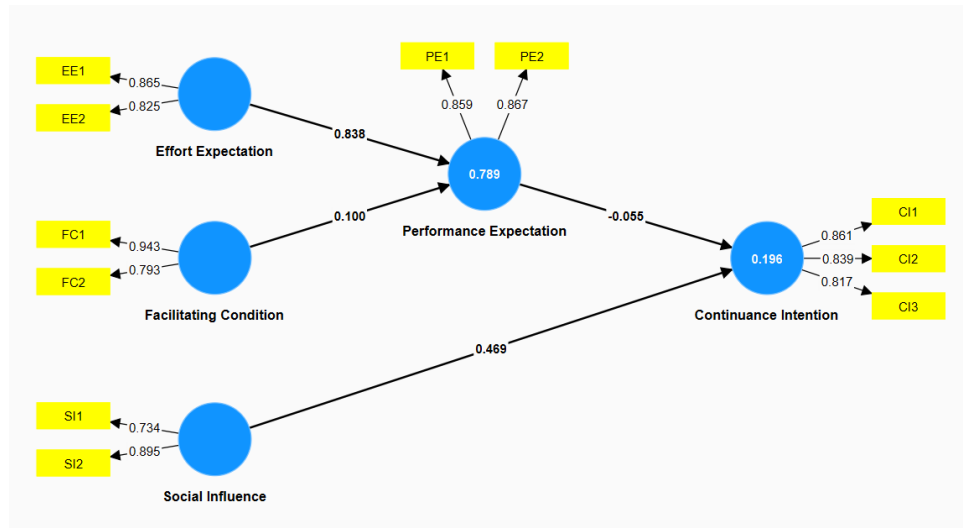 PE1
PE2
EE1
0.865
0.825
EE2
0.859
0.867
0.838
Effort Expectation
0.789
FC1
0.943
0.793
FC2
0.100
Performance Expectation
-0.055
CI1
0.861
CI2
0.839
0.817
CI3
0.196
Facilitating Condition
Continuance Intention
0.469
SI1
0.734
0.895
SI2
Social Influence